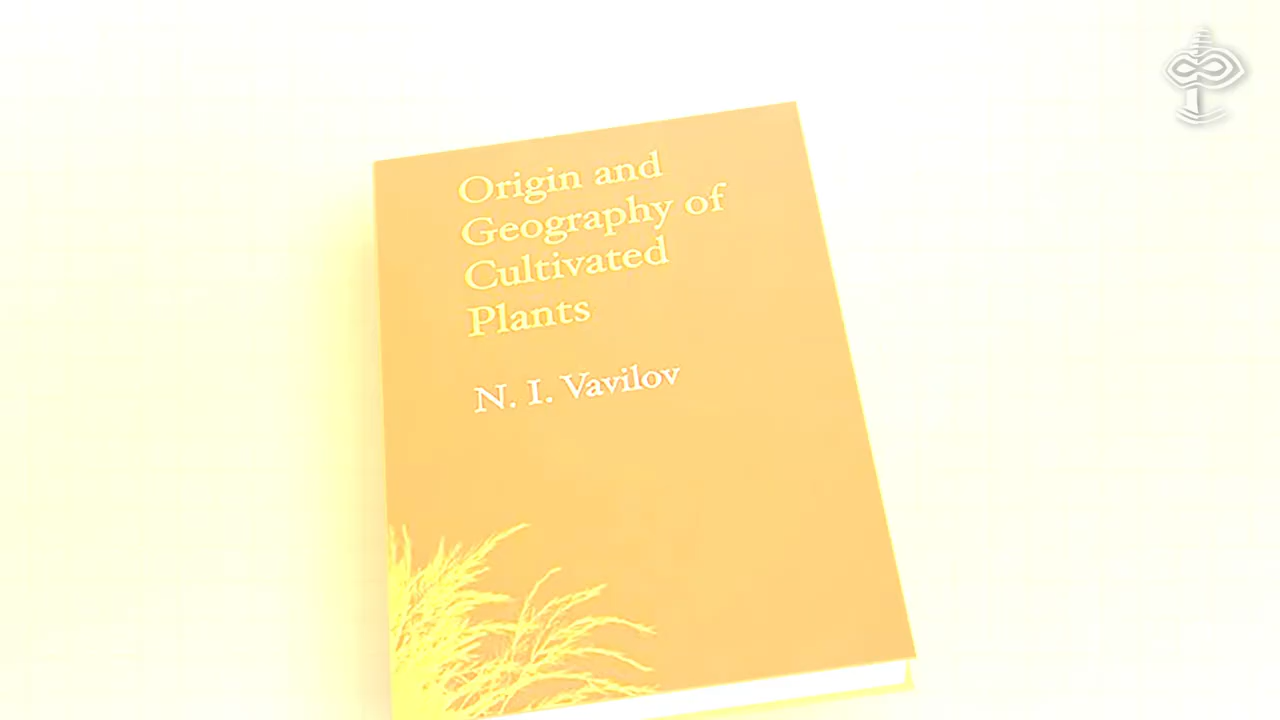 Origin and
Geography of
Cultivated
Plants
N. I. Vavilov